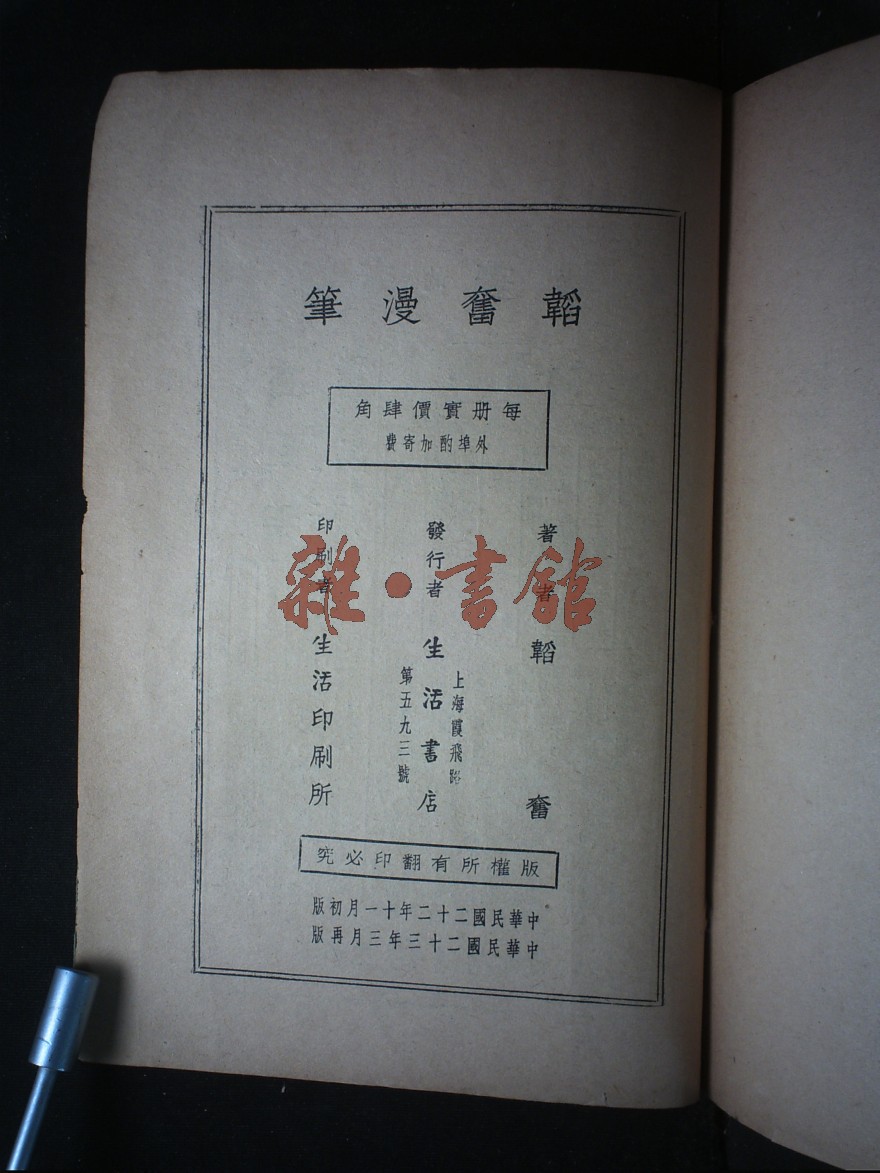 韜奮漫筆
每册實價肆角
外埠酌加寄費
著者 韜奮
發行者 生活書店
上海霞飛路
第五九三號
印刷者 生活印刷所
版權所有翻印必究
中華民國二十二年十一月初版
中華民國二十三年三月再版
雜·書館